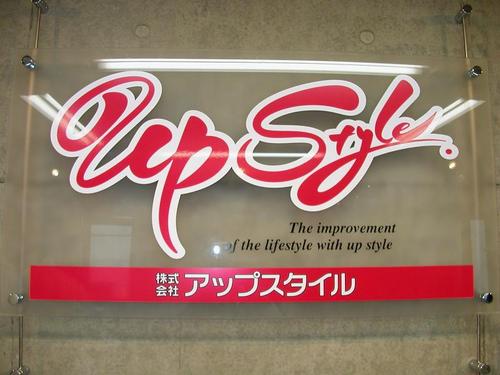 Up Style.
The improvement
of the lifestyle with up style
株式会社 アップスタイル